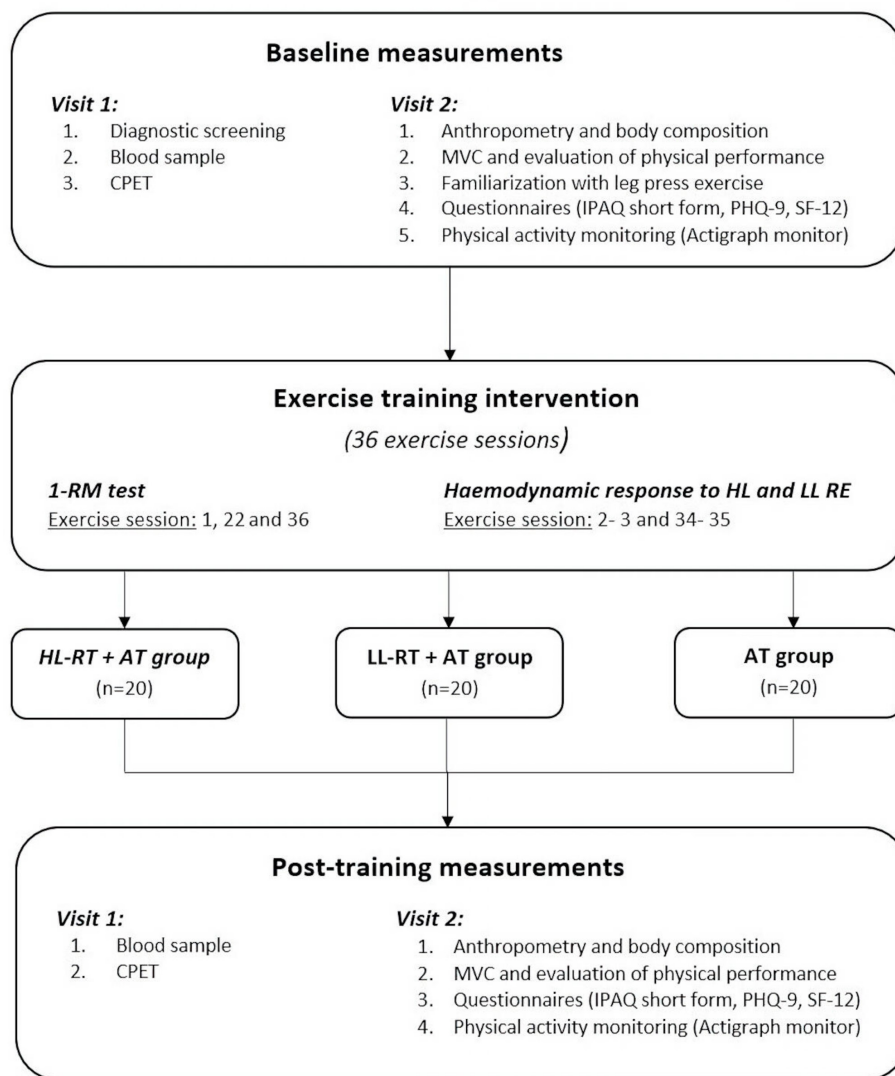 Baseline measurements
Visit 1:
1. Diagnostic screening
2. Blood sample
3. CPET
Visit 2:
1. Anthropometry and body composition
2. MVC and evaluation of physical performance
3. Familiarization with leg press exercise
4. Questionnaires (IPAQ short form, PHQ-9, SF-12)
5. Physical activity monitoring (Actigraph monitor)
Exercise training intervention
(36 exercise sessions)
1-RM test
Exercise session: 1, 22 and 36
Haemodynamic response to HL and LL RE
Exercise session: 2- 3 and 34- 35
HL-RT + AT group
(n=20)
LL-RT + AT group
(n=20)
AT group
(n=20)
Post-training measurements
Visit 1:
1. Blood sample
2. CPET
Visit 2:
1. Anthropometry and body composition
2. MVC and evaluation of physical performance
3. Questionnaires (IPAQ short form, PHQ-9, SF-12)
4. Physical activity monitoring (Actigraph monitor)